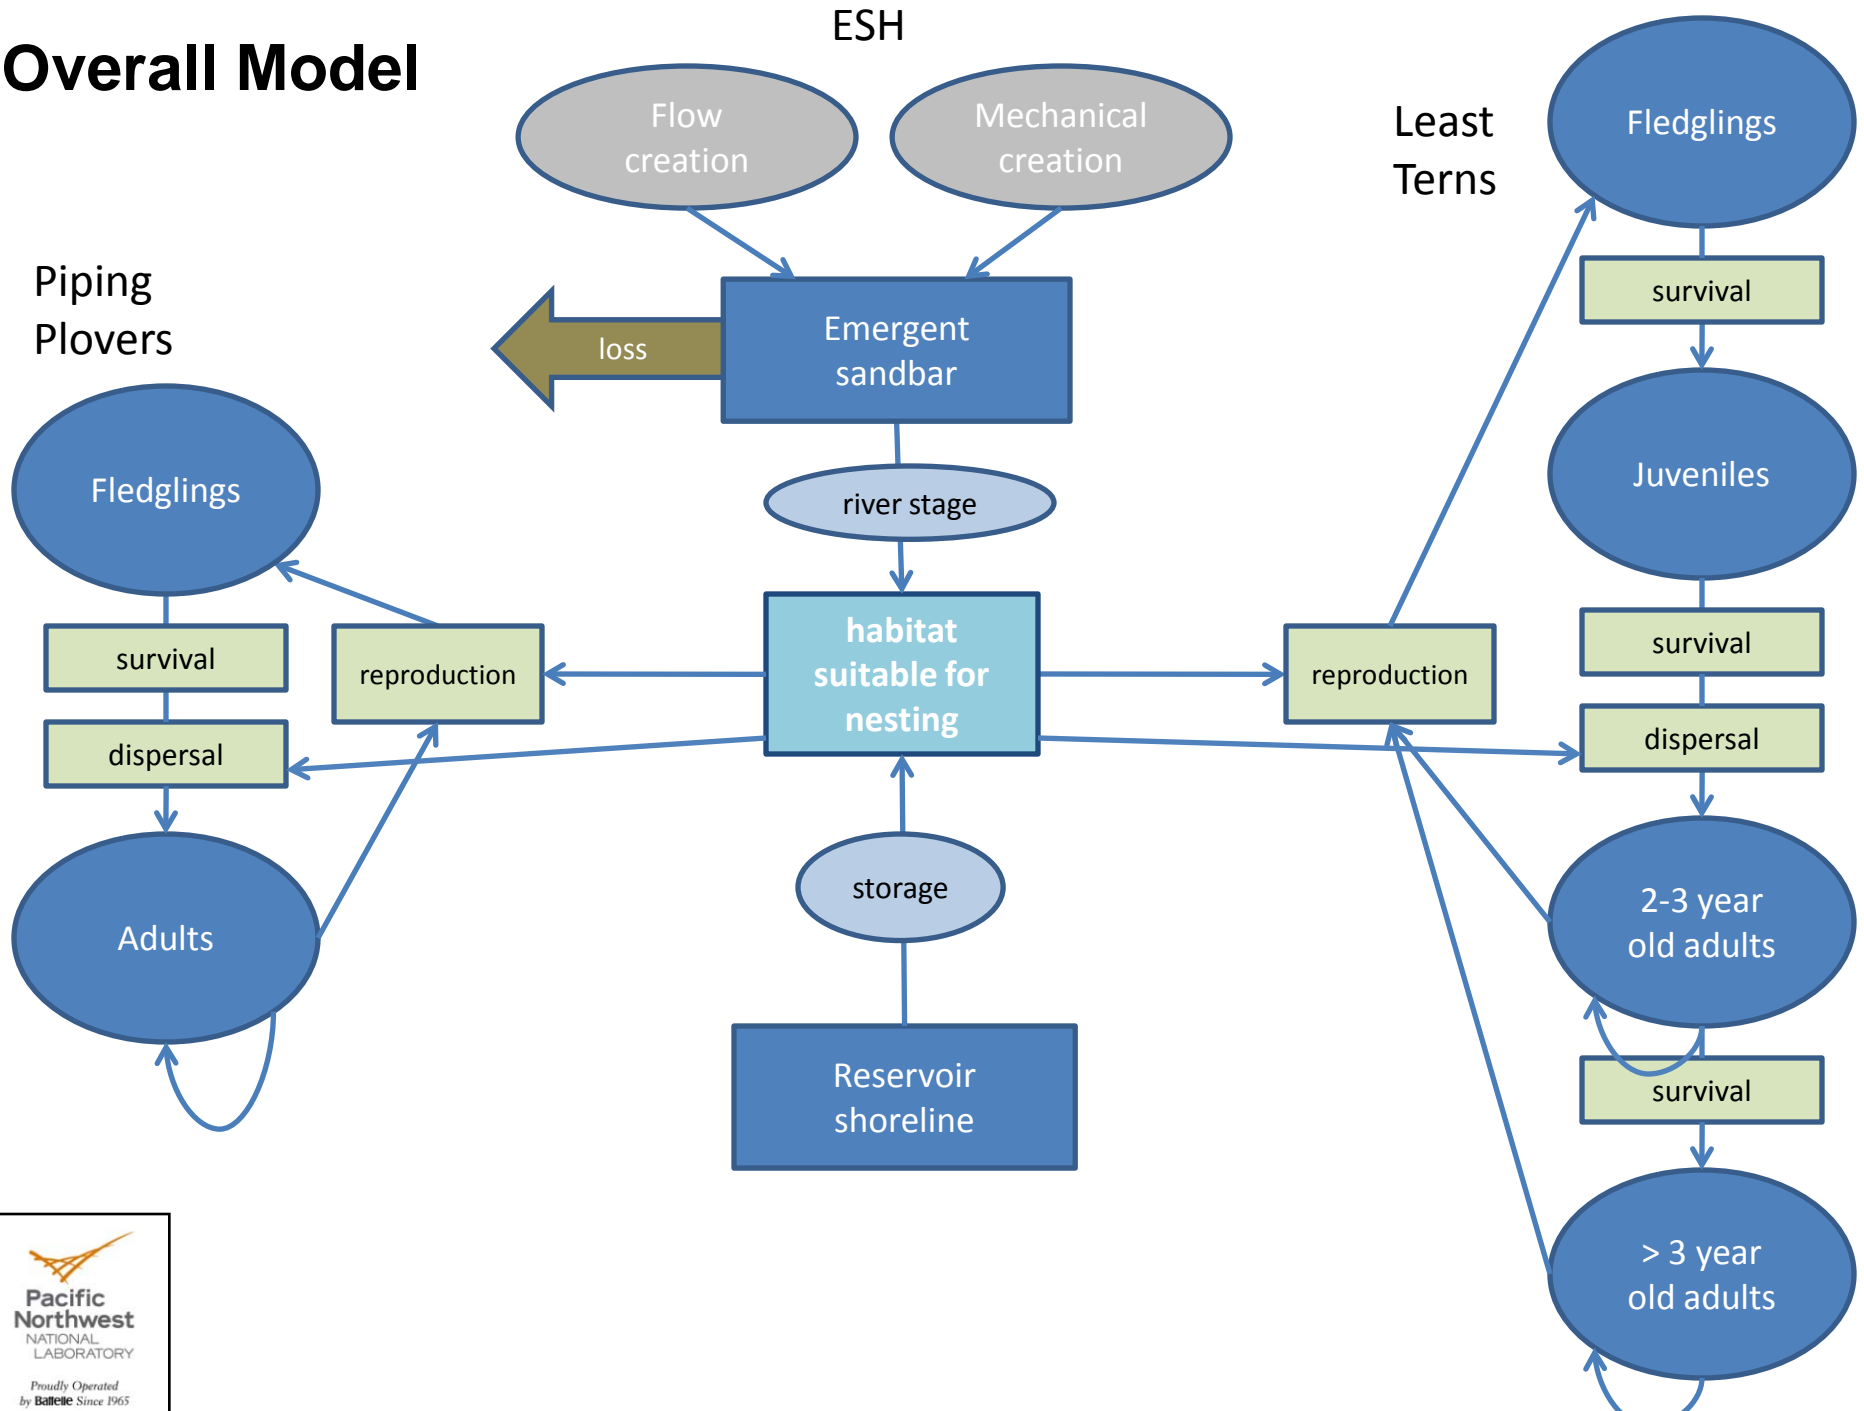 Overall Model
ESH
Flow
creation
Mechanical
creation
Least
Terns
Fledglings
survival
Piping
Plovers
loss
Emergent
sandbar
Fledglings
river stage
Juveniles
survival
reproduction
habitat
suitable for
nesting
reproduction
survival
dispersal
dispersal
Adults
storage
2-3 year
old adults
Reservoir
shoreline
survival
> 3 year
old adults
Pacific
Northwest
NATIONAL
LABORATORY
Proudly Operated
by Battelle Since 1965